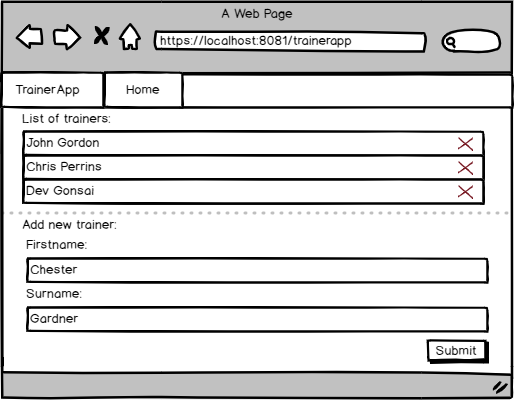 A Web Page
https://localhost:8081/trainerapp
TrainerApp Home
List of trainers:
John Gordon
Chris Perrins
Dev Gonsai
Add new trainer:
Firstname:
Chester
Surname:
Gardner
Submit